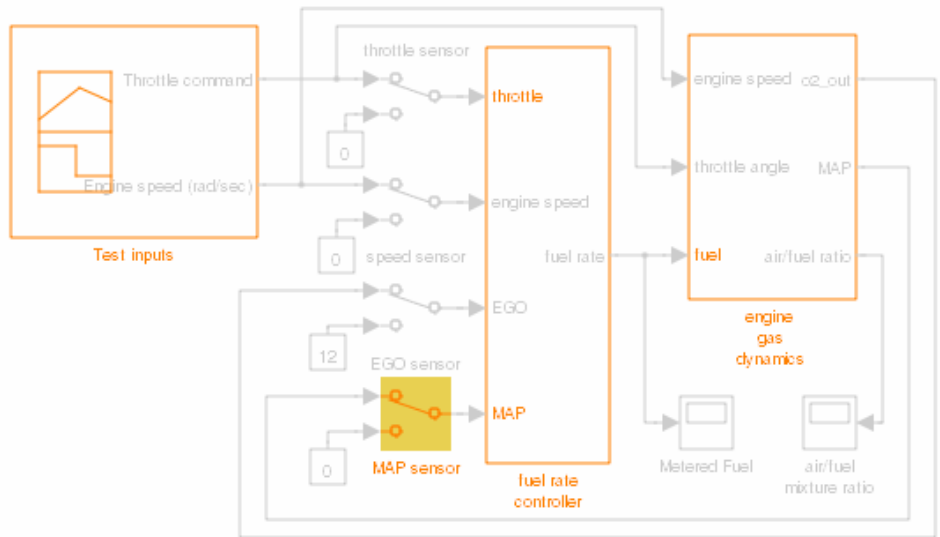 throttle sensor
Throttle command
throttle
0
engine speed
o2_out
throttle angle
MAP
fuel
air/fuel ratio
Engine speed (rad/sec)
engine speed
0
speed sensor
fuel rate
Test inputs
EGO
12
EGO sensor
MAP
0
MAP sensor
fuel rate
controller
engine
gas
dynamics
Metered Fuel
air/fuel
mixture ratio